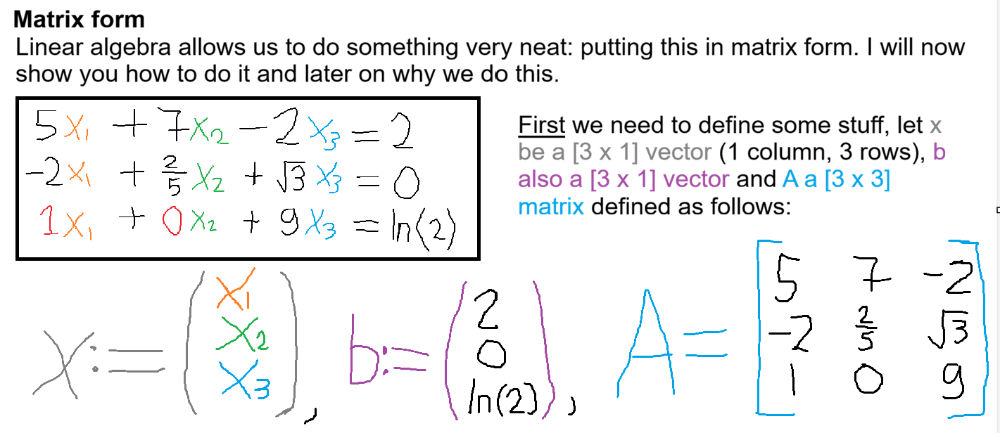 Matrix form
Linear algebra allows us to do something very neat: putting this in matrix form. I will now
show you how to do it and later on why we do this.
5x₁ + 7x₂ - 2x₃ = 2
-2x₁ + 2/5 x₂ + √3 x₃ = 0
1x₁ + 0x₂ + 9x₃ = ln(2)
First we need to define some stuff, let x
be a [3 x 1] vector (1 column, 3 rows), b
also a [3 x 1] vector and A a [3 x 3]
matrix defined as follows:
x := (x₁
x₂
x₃),
b := (2
0
ln(2)),
A = [5 7 -2
-2 2/5 √3
1 0 9]